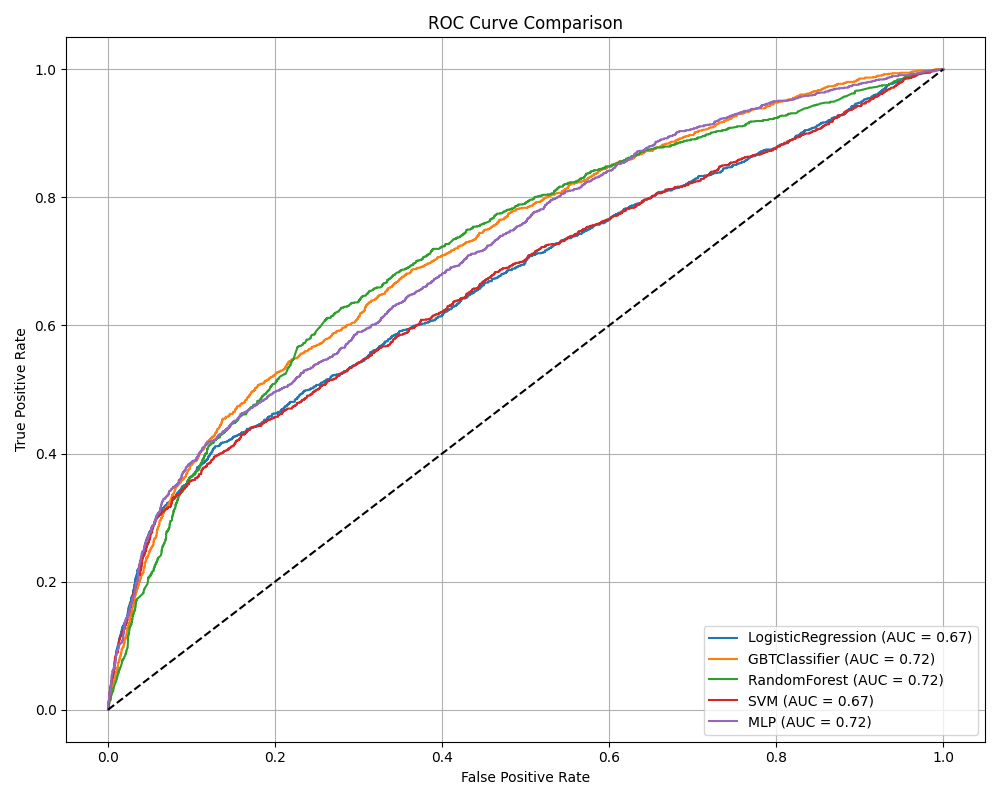 ROC Curve Comparison
True Positive Rate
1.0
0.8
0.6
0.4
0.2
0.0
LogisticRegression (AUC = 0.67)
GBTClassifier (AUC = 0.72)
RandomForest (AUC = 0.72)
SVM (AUC = 0.67)
MLP (AUC = 0.72)
0.0 0.2 0.4 0.6 0.8 1.0
False Positive Rate